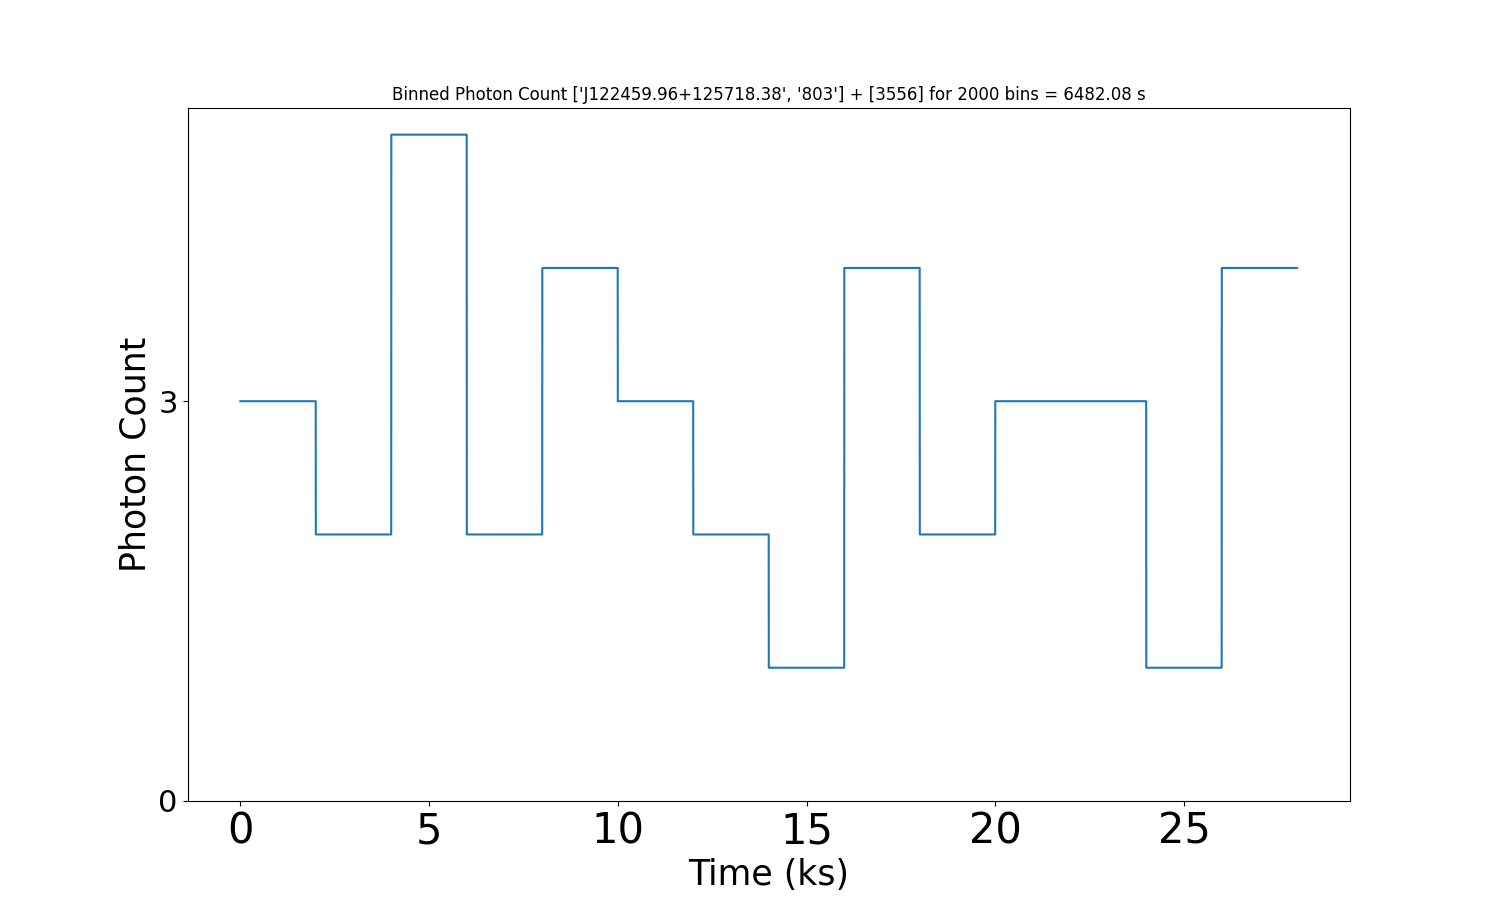 Binned Photon Count ['J122459.96+125718.38', '803'] + [3556] for 2000 bins = 6482.08 s
Photon Count
3
0
0 5 10 15 20 25
Time (ks)